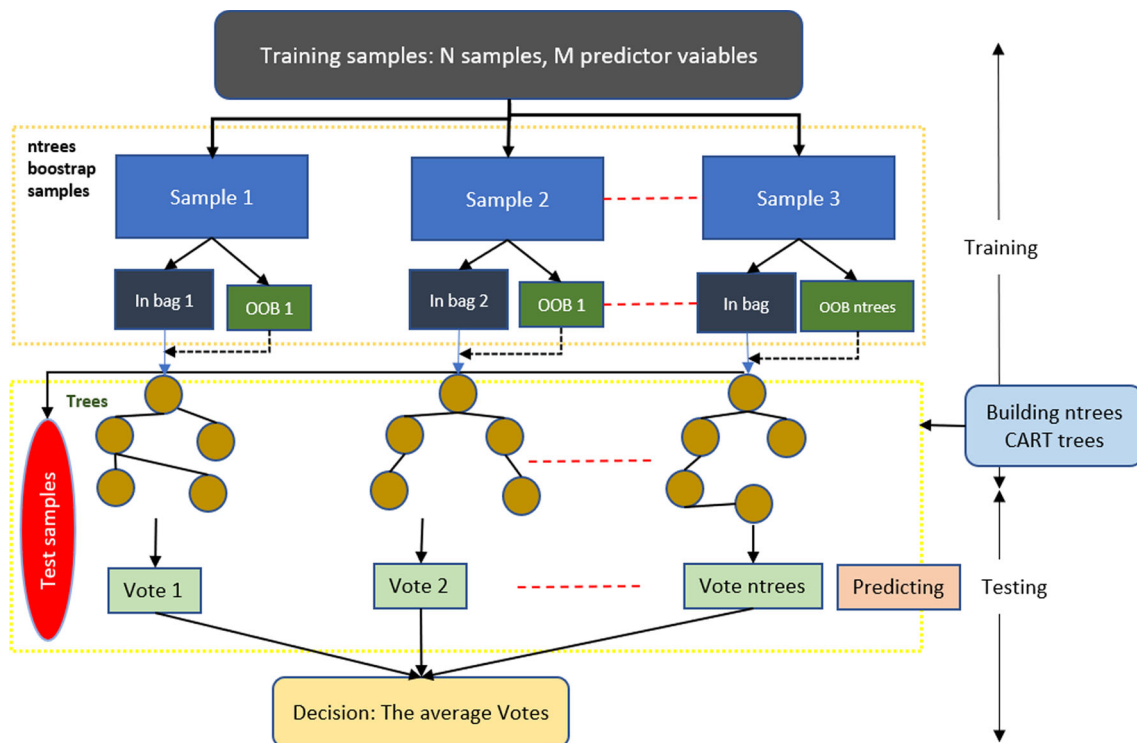 Training samples: N samples, M predictor vaiables
ntrees
boostrap
samples
Sample 1
Sample 2
Sample 3
Training
In bag 1
OOB 1
In bag 2
OOB 1
In bag
OOB ntrees
Trees
Building ntrees
CART trees
Test samples
Vote 1
Vote 2
Vote ntrees
Predicting
Testing
Decision: The average Votes